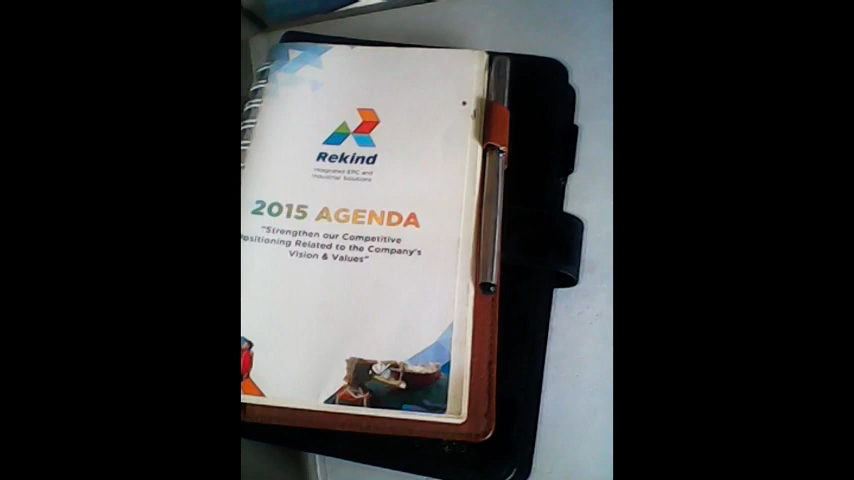 Rekind
Integrated EPC and
Industrial Solutions
2015 AGENDA
"Strengthen our Competitive
Positioning Related to the Company's
Vision & Values"